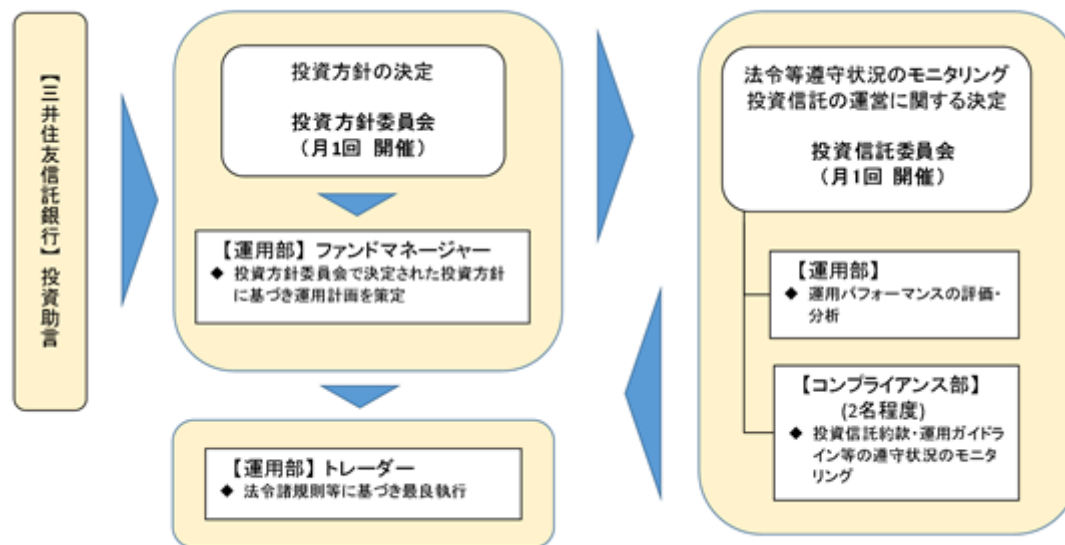 【三井住友信託銀行】投資助言
投資方針の決定
投資方針委員会
(月1回 開催)
【運用部】ファンドマネージャー
◆ 投資方針委員会で決定された投資方針
に基づき運用計画を策定
【運用部】トレーダー
◆ 法令諸規則等に基づき最良執行
法令等遵守状況のモニタリング
投資信託の運営に関する決定
投資信託委員会
(月1回 開催)
【運用部】
◆ 運用パフォーマンスの評価・
分析
【コンプライアンス部】
(2名程度)
◆ 投資信託約款・運用ガイドラ
イン等の遵守状況のモニタ
リング